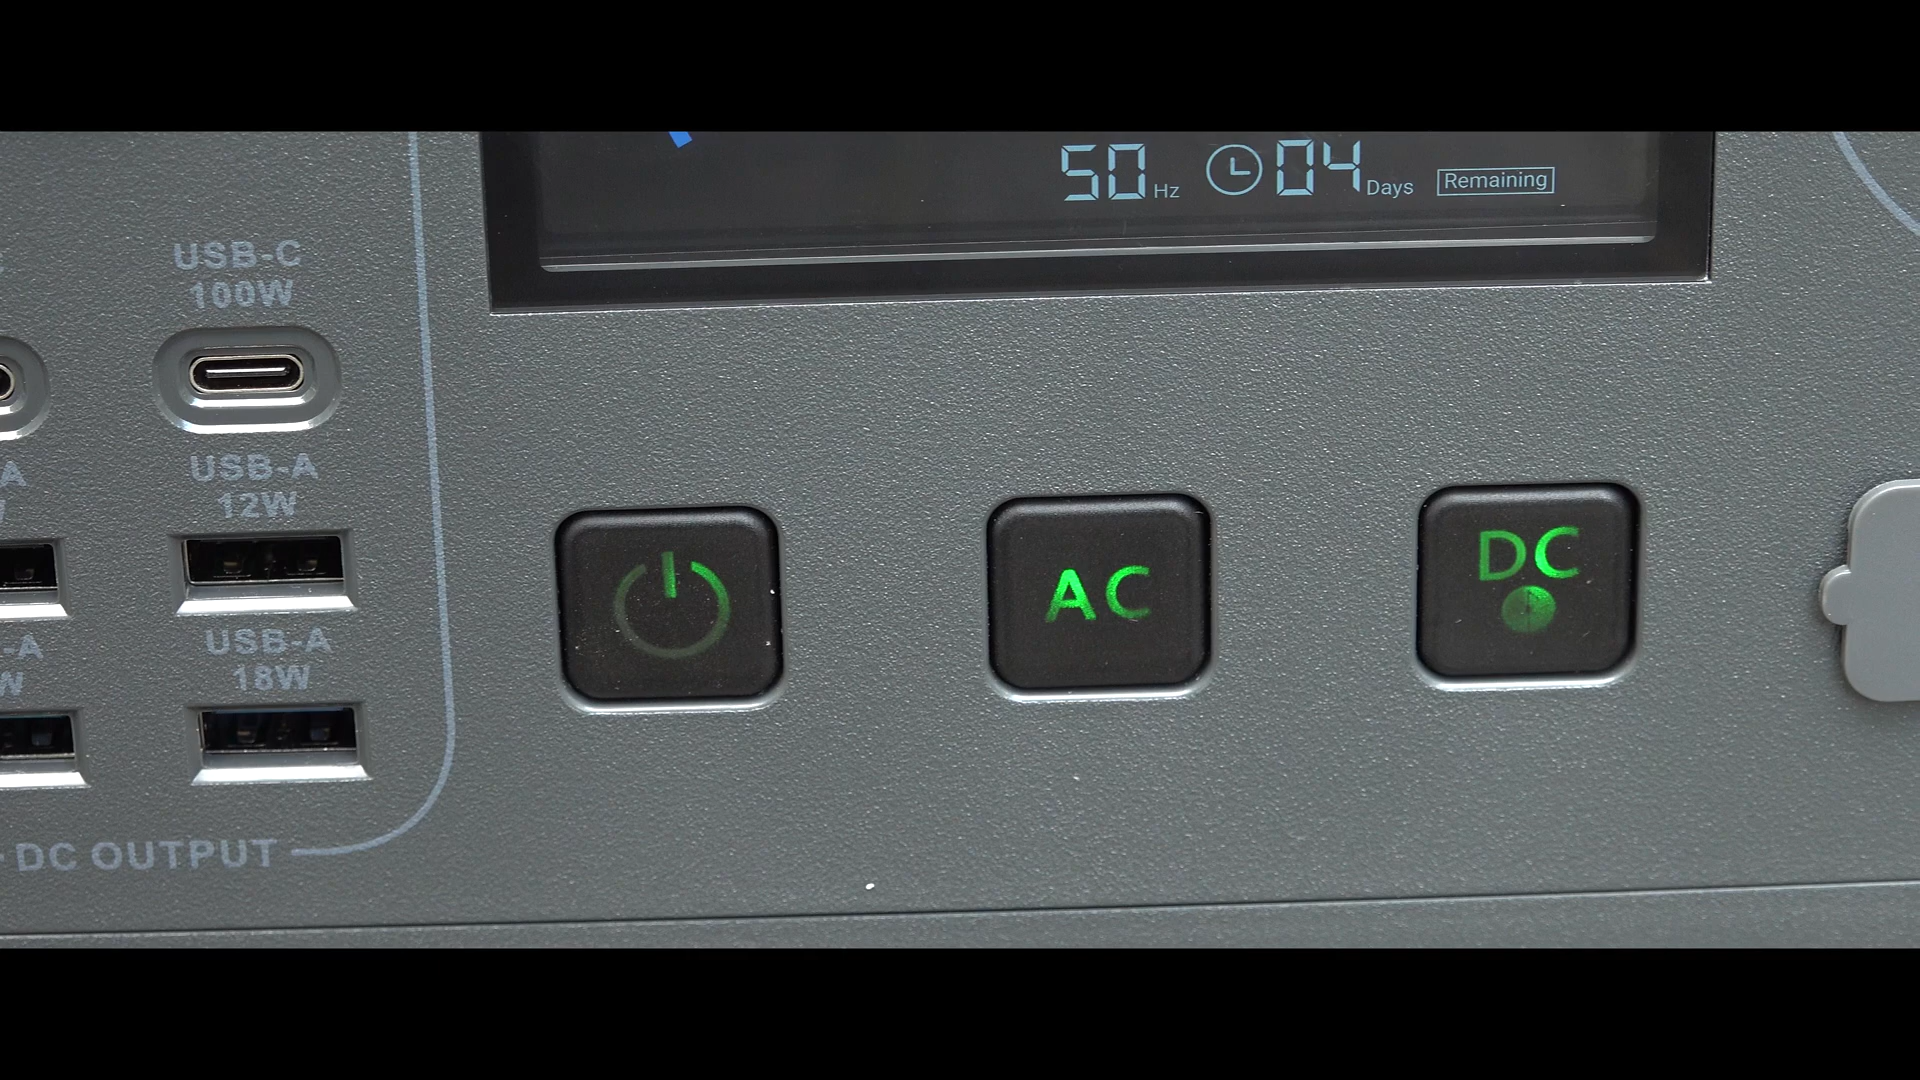 50 Hz 04 Days Remaining
USB-C
100W
USB-A
12W
USB-A
18W
DC OUTPUT
AC
DC